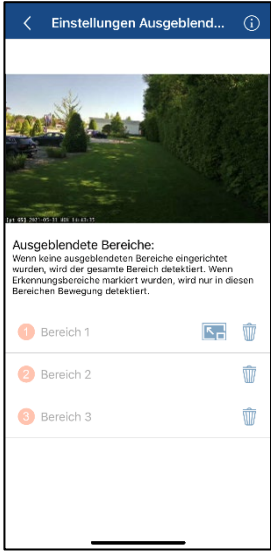 Einstellungen Ausgeblend...
Ausgeblendete Bereiche:
Wenn keine ausgeblendeten Bereiche eingerichtet
wurden, wird der gesamte Bereich detektiert. Wenn
Erkennungsbereiche markiert wurden, wird nur in diesen
Bereichen Bewegung detektiert.
1 Bereich 1
2 Bereich 2
3 Bereich 3